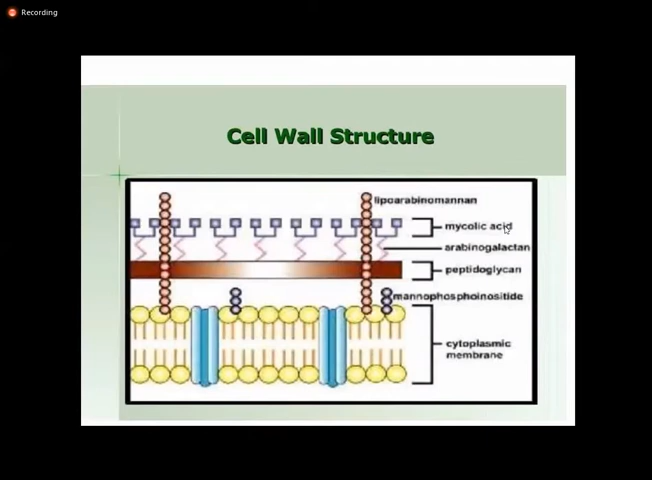 Recording
Cell Wall Structure
lipoarabinomannan
mycolic acid
arabinogalactan
peptidoglycan
mannophosphoinositide
cytoplasmic
membrane